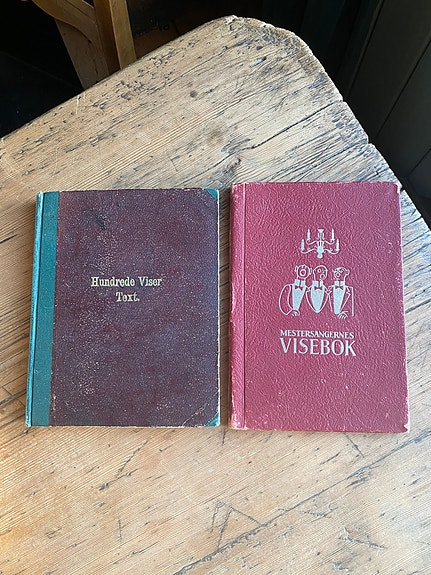 Hundrede Viser
Text.
MESTERSANGERNES
VISEBOK